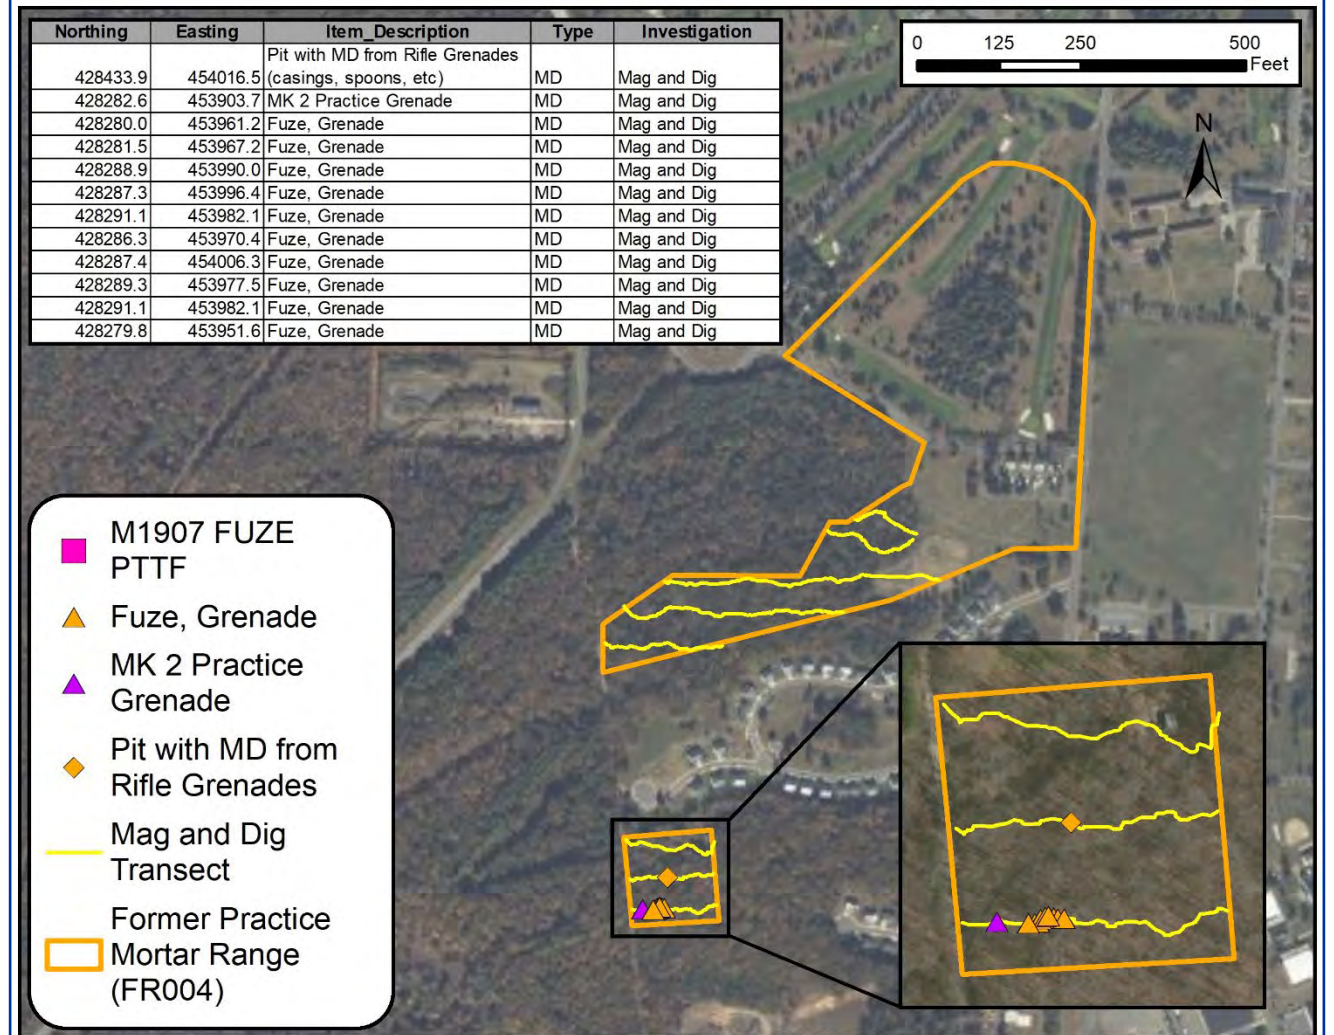 Northing Easting Item_Description Type Investigation
Pit with MD from Rifle Grenades
428433.9 454016.5 (casings, spoons, etc) MD Mag and Dig
428282.6 453903.7 MK 2 Practice Grenade MD Mag and Dig
428280.0 453961.2 Fuze, Grenade MD Mag and Dig
428281.5 453967.2 Fuze, Grenade MD Mag and Dig
428288.9 453990.0 Fuze, Grenade MD Mag and Dig
428287.3 453996.4 Fuze, Grenade MD Mag and Dig
428291.1 453982.1 Fuze, Grenade MD Mag and Dig
428286.3 453970.4 Fuze, Grenade MD Mag and Dig
428287.4 454006.3 Fuze, Grenade MD Mag and Dig
428289.3 453977.5 Fuze, Grenade MD Mag and Dig
428291.1 453982.1 Fuze, Grenade MD Mag and Dig
428279.8 453951.6 Fuze, Grenade MD Mag and Dig
0 125 250 500
Feet
N
M1907 FUZE
PTTF
Fuze, Grenade
MK 2 Practice
Grenade
Pit with MD from
Rifle Grenades
Mag and Dig
Transect
Former Practice
Mortar Range
(FR004)